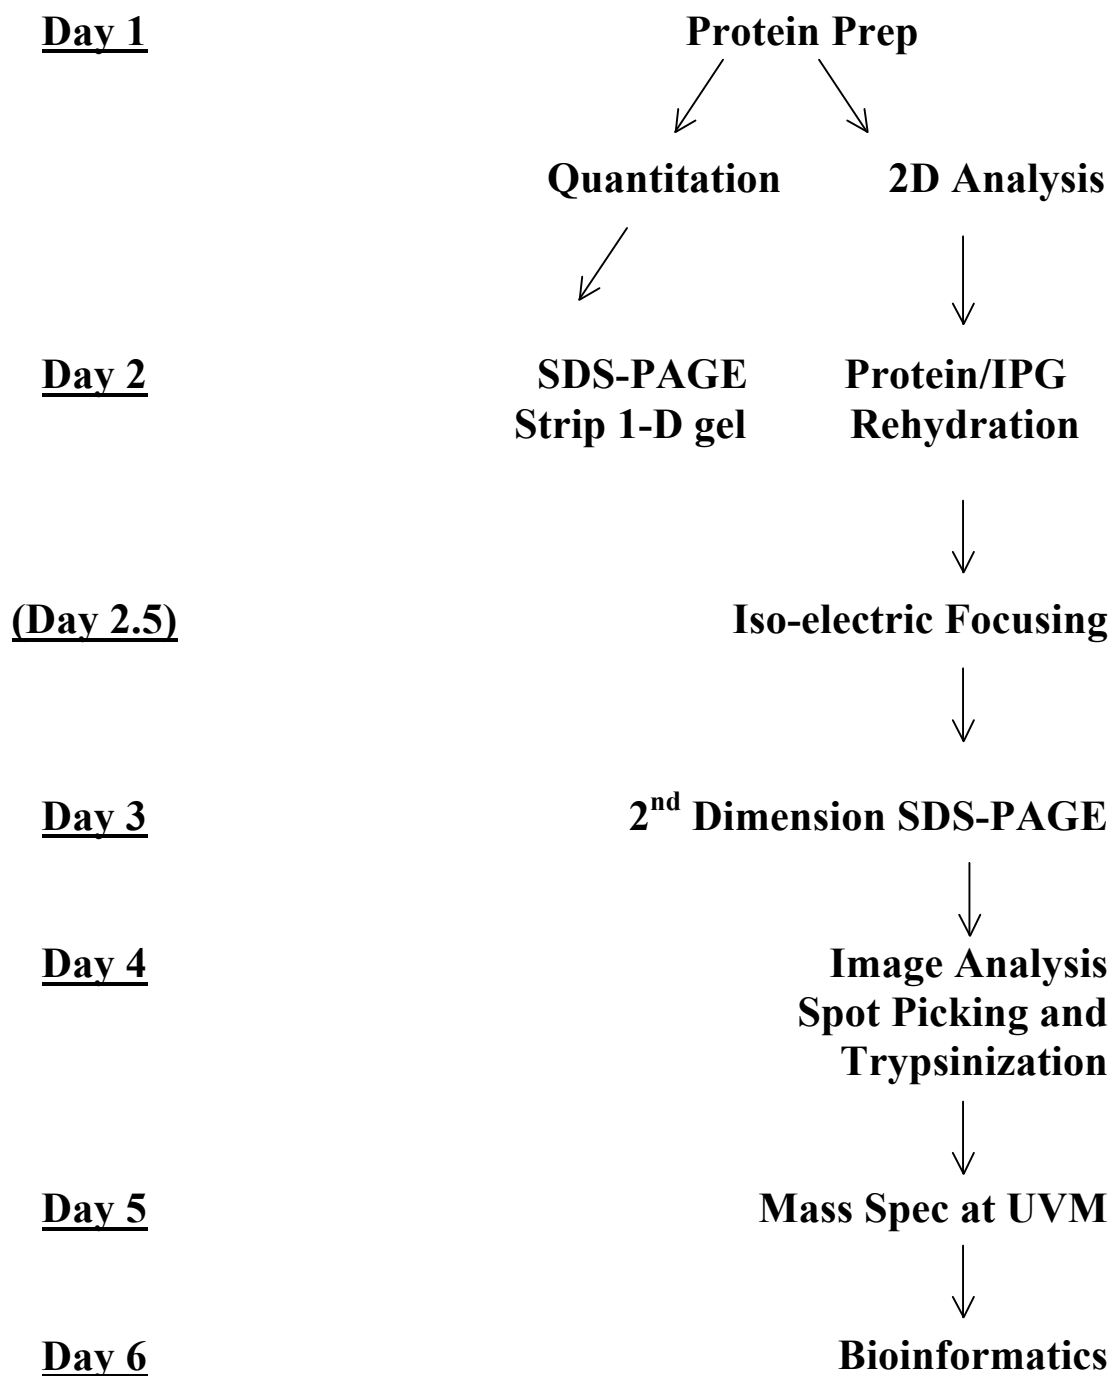 Day 1 Protein Prep
Quantitation 2D Analysis
Day 2 SDS-PAGE Protein/IPG
Strip 1-D gel Rehydration
(Day 2.5) Iso-electric Focusing
Day 3 2nd Dimension SDS-PAGE
Day 4 Image Analysis
Spot Picking and
Trypsinization
Day 5 Mass Spec at UVM
Day 6 Bioinformatics